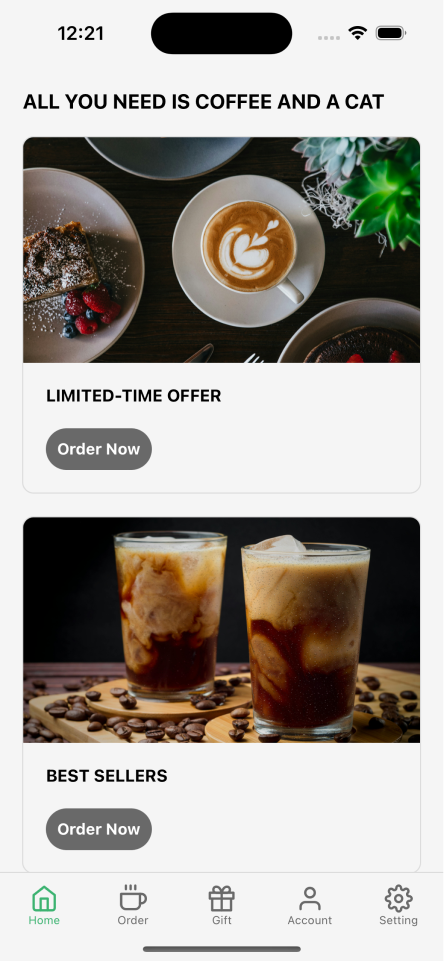 12:21
ALL YOU NEED IS COFFEE AND A CAT
LIMITED-TIME OFFER
Order Now
BEST SELLERS
Order Now
Home
Order
Gift
Account
Setting